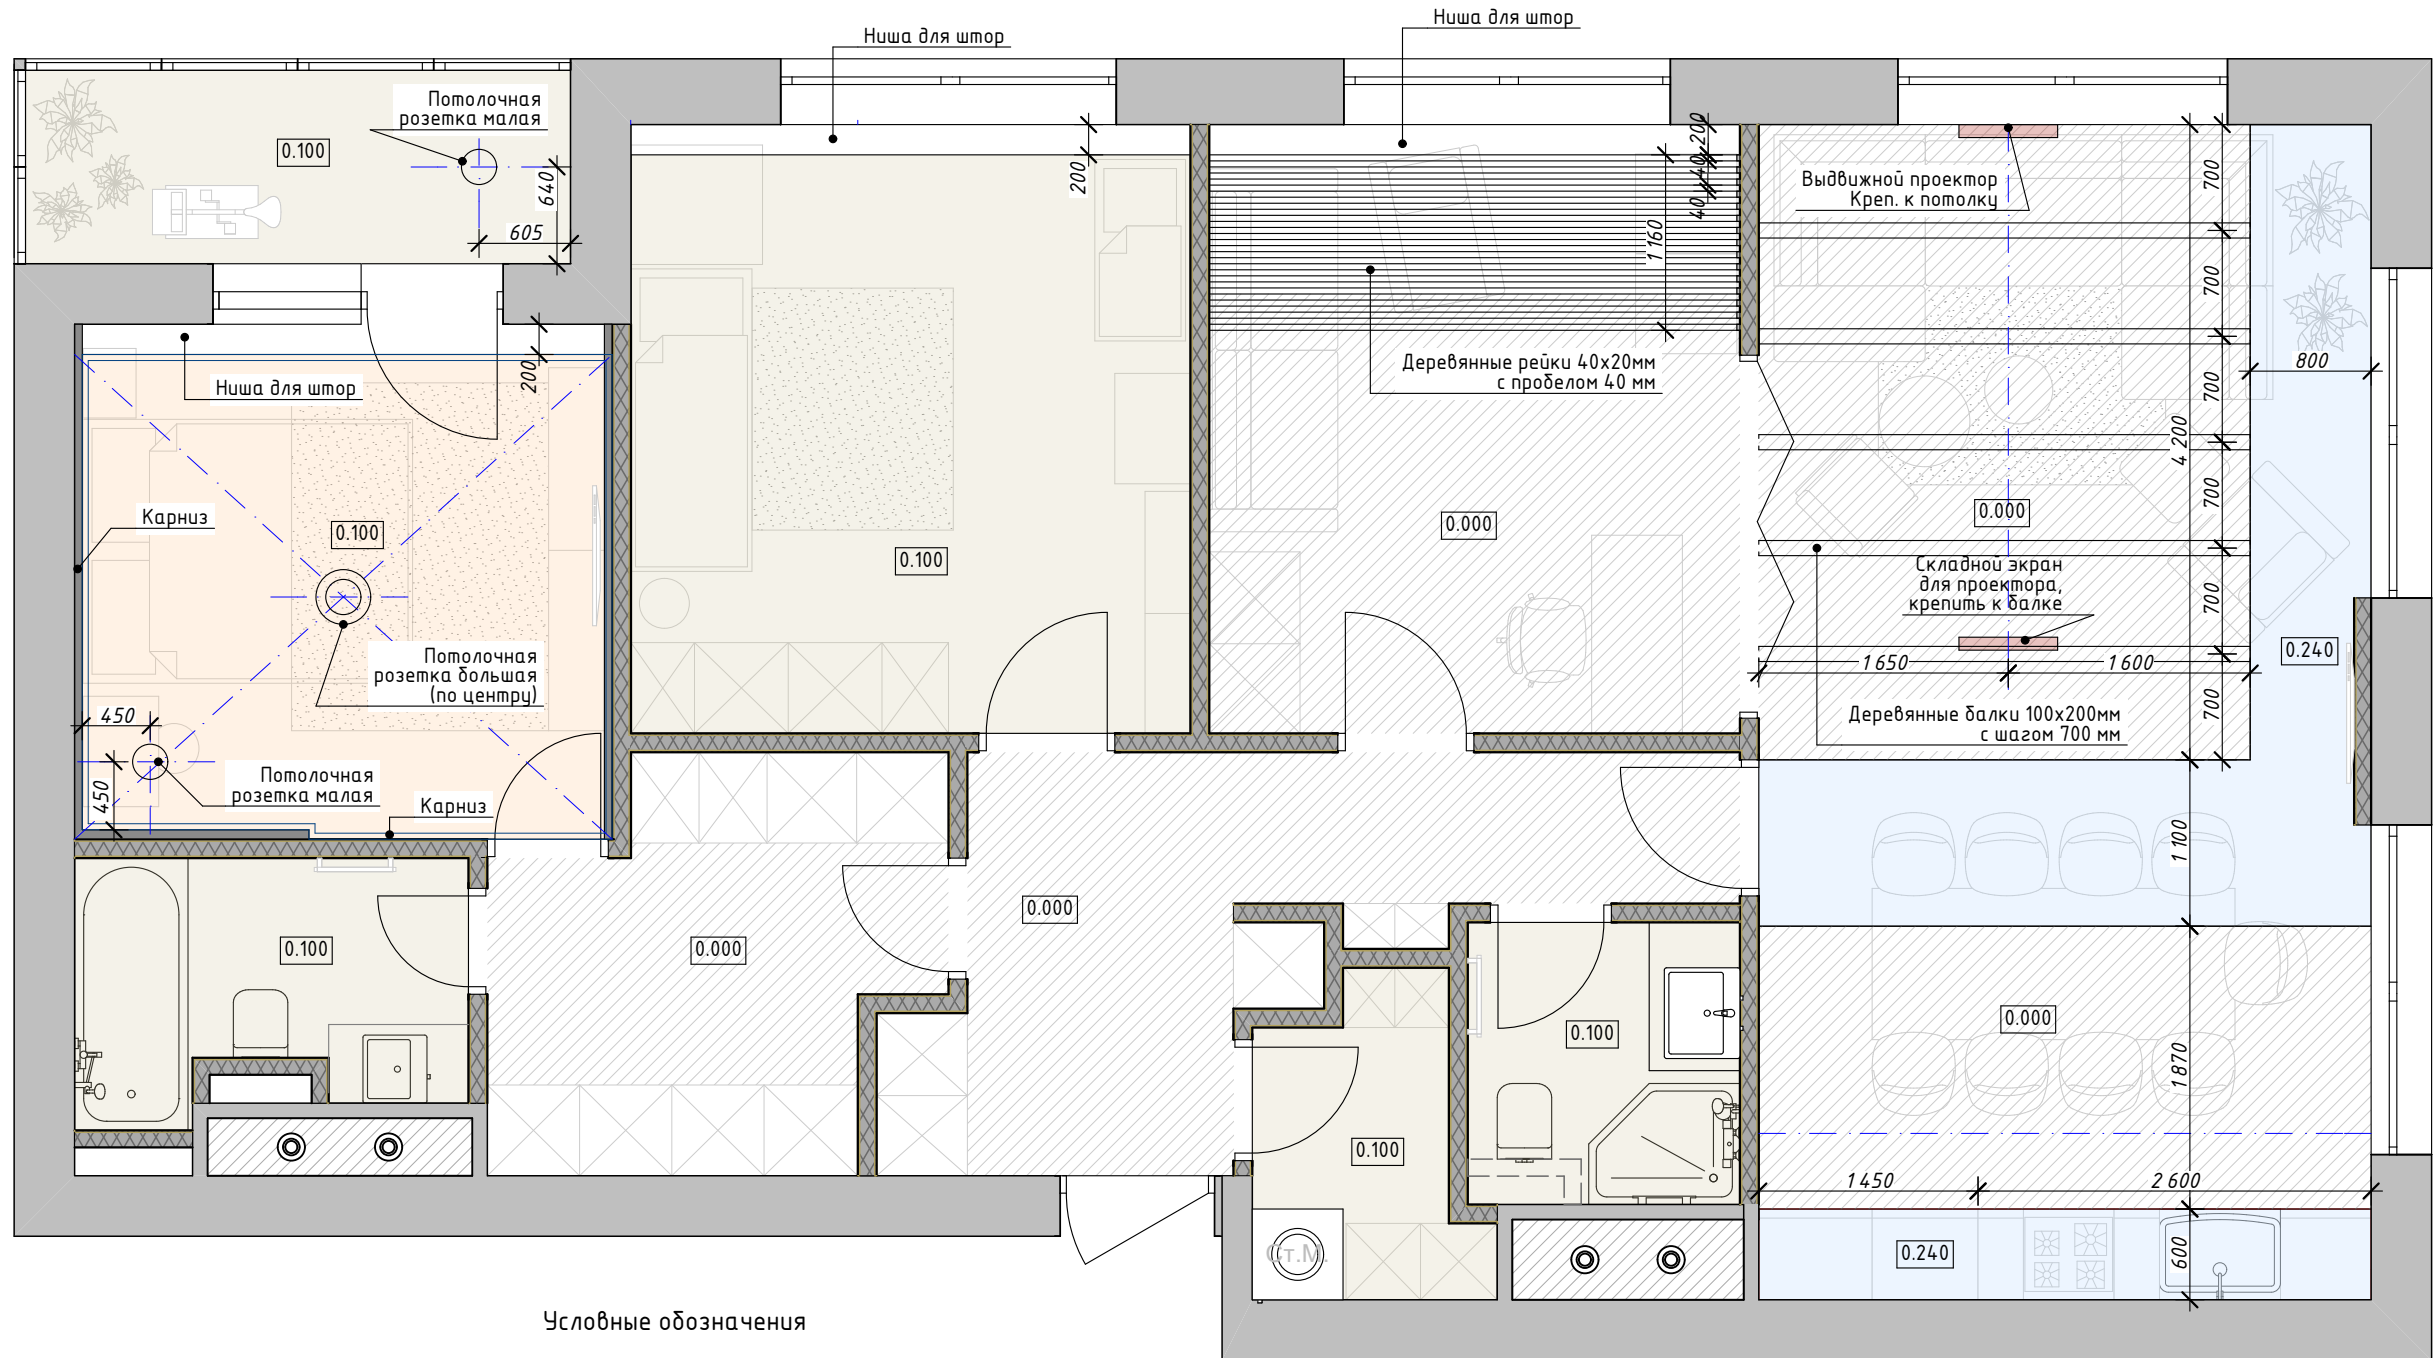 Ниша для штор
Ниша для штор
Потолочная
розетка малая
0.100
640
605
200
200
40
40
1160
Выдвижной проектор
Креп. к потолку
700
700
700
700
700
700
4 200
800
Деревянные рейки 40х20мм
с пробелом 40 мм
200
Ниша для штор
Карниз
0.100
0.100
0.000
0.000
Складной экран
для проектора,
крепить к балке
0.240
1 650
1 600
Потолочная
розетка большая
(по центру)
450
450
Деревянные балки 100х200мм
с шагом 700 мм
Потолочная
розетка малая
Карниз
1 100
0.000
0.100
0.000
0.100
0.000
1 870
0.100
1 450
2 600
Ст.М.
0.240
600
Условные обозначения